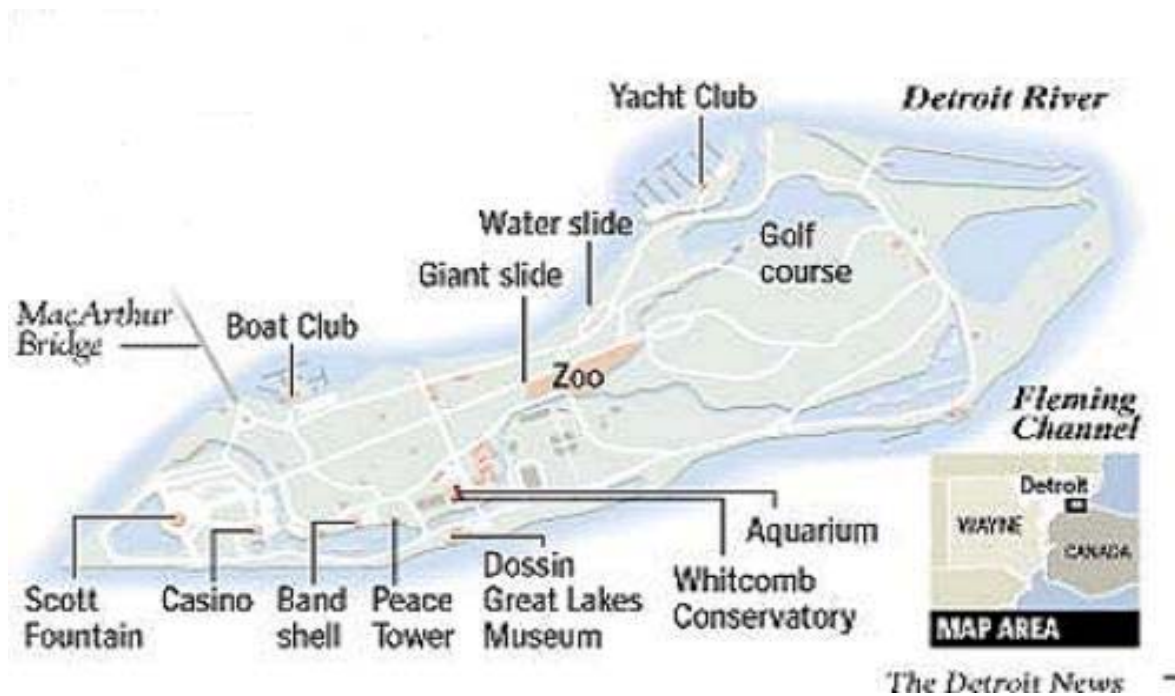 Yacht Club
Detroit River
Water slide
Golf
course
Giant slide
MacArthur
Bridge
Boat Club
Zoo
Fleming
Channel
Detroit
WAYNE
CANADA
MAP AREA
Aquarium
Whitcomb
Conservatory
Dossin
Great Lakes
Museum
Peace
Tower
Band
shell
Casino
Scott
Fountain
The Detroit News